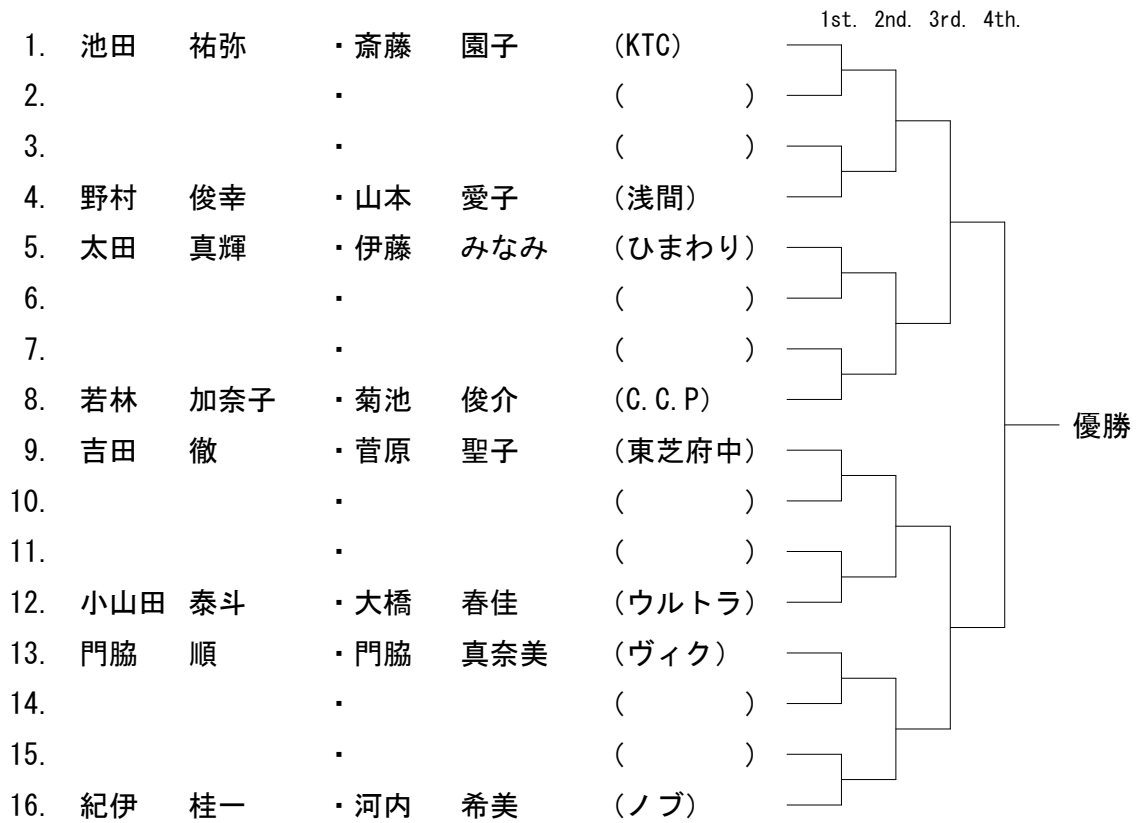 1st. 2nd. 3rd. 4th.
1. 池田 祐弥 ・斎藤 園子 (KTC)
2. ・ ( )
3. ・ ( )
4. 野村 俊幸 ・山本 愛子 (浅間)
5. 太田 真輝 ・伊藤 みなみ (ひまわり)
6. ・ ( )
7. ・ ( )
8. 若林 加奈子 ・菊池 俊介 (C.C.P)
優勝
9. 吉田 徹 ・菅原 聖子 (東芝府中)
10. ・ ( )
11. ・ ( )
12. 小山田 泰斗 ・大橋 春佳 (ウルトラ)
13. 門脇 順 ・門脇 真奈美 (ヴィク)
14. ・ ( )
15. ・ ( )
16. 紀伊 桂一 ・河内 希美 (ノブ)